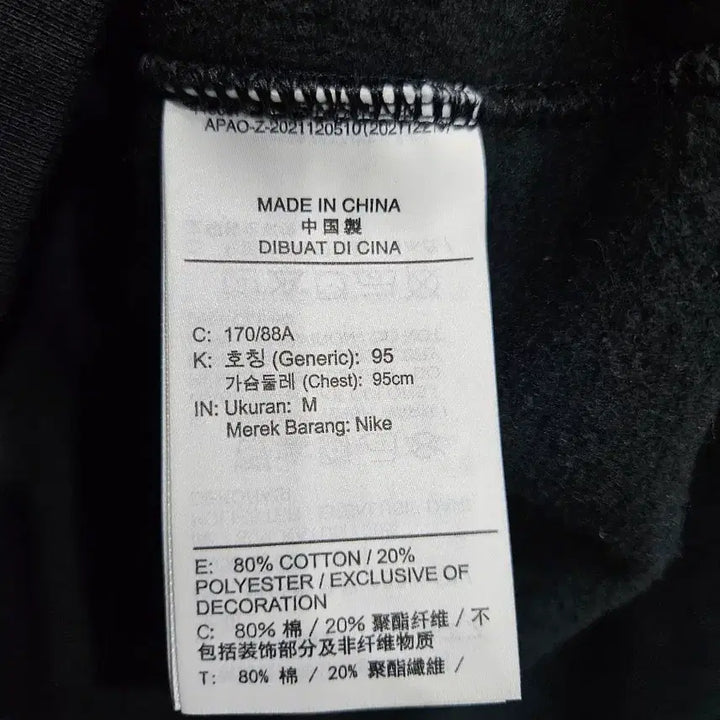 MADE IN CHINA
中国製
DIBUAT DI CINA
C: 170/88A
K: 호칭 (Generic): 95
가슴둘레 (Chest): 95cm
IN: Ukuran: M
Merek Barang: Nike
E: 80% COTTON / 20%
POLYESTER / EXCLUSIVE OF
DECORATION
C: 80% 棉 / 20% 聚酯纤维 / 不
包括装饰部分及非纤维物质
T: 80% 棉 / 20% 聚酯纖維 /